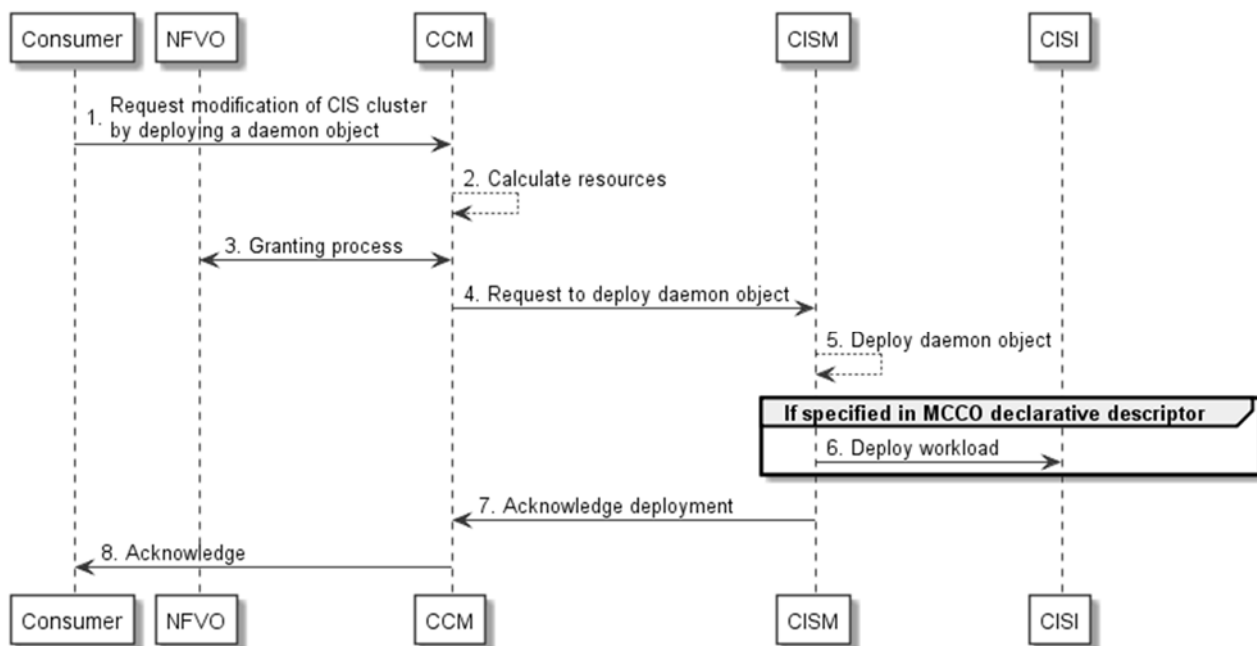 Consumer NFVO CCM CISM CISI
Request modification of CIS cluster
1. by deploying a daemon object
2. Calculate resources
3. Granting process
4. Request to deploy daemon object
5. Deploy daemon object
If specified in MCCO declarative descriptor
6. Deploy workload
7. Acknowledge deployment
8. Acknowledge
Consumer NFVO CCM CISM CISI